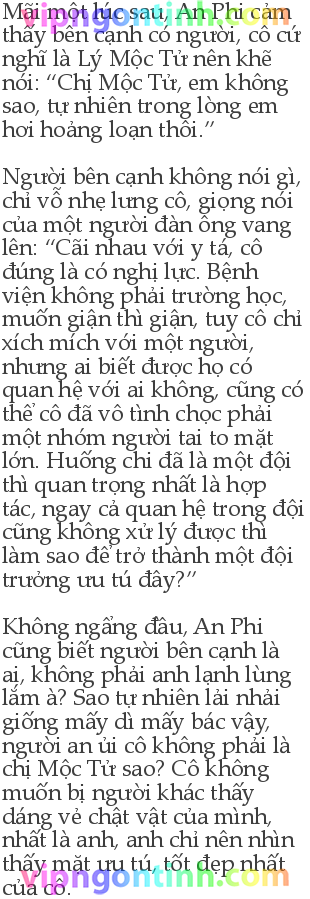 Mãi một lúc sau, An Phi cảm
vipngontinh.com
thấy bên cạnh có người, cô cứ
nghĩ là Lý Mộc Tử nên khẽ
nói: “Chị Mộc Tử, em không
sao, tự nhiên trong lòng em
hơi hoảng loạn thôi.”
Người bên cạnh không nói gì,
chỉ vỗ nhẹ lưng cô, giọng nói
của một người đàn ông vang
lên: “Cãi nhau với y tá, cô
đúng là có nghị lực. Bệnh
viện không phải trường học,
muốn giận thì giận, tuy cô chỉ
xích mích với một người,
nhưng ai biết được họ có
quan hệ với ai không, cũng có
thể cô đã vô tình chọc phải
một nhóm người tai to mặt
lớn. Huống chi đã là một đội
thì quan trọng nhất là hợp
tác, ngay cả quan hệ trong đội
cũng không xử lý được thì
làm sao để trở thành một đội
trưởng ưu tú đây?”
Không ngẩng đầu, An Phi
cũng biết người bên cạnh là
ai, không phải anh lạnh lùng
lắm à? Sao tự nhiên lải nhải
giống mấy dì mấy bác vậy,
người an ủi cô không phải là
chị Mộc Tử sao? Cô không
muốn bị người khác thấy
dáng vẻ chật vật của mình,
nhất là anh, anh chỉ nên nhìn
thấy mặt ưu tú, tốt đẹp nhất
vipngontinh.com
của cô.